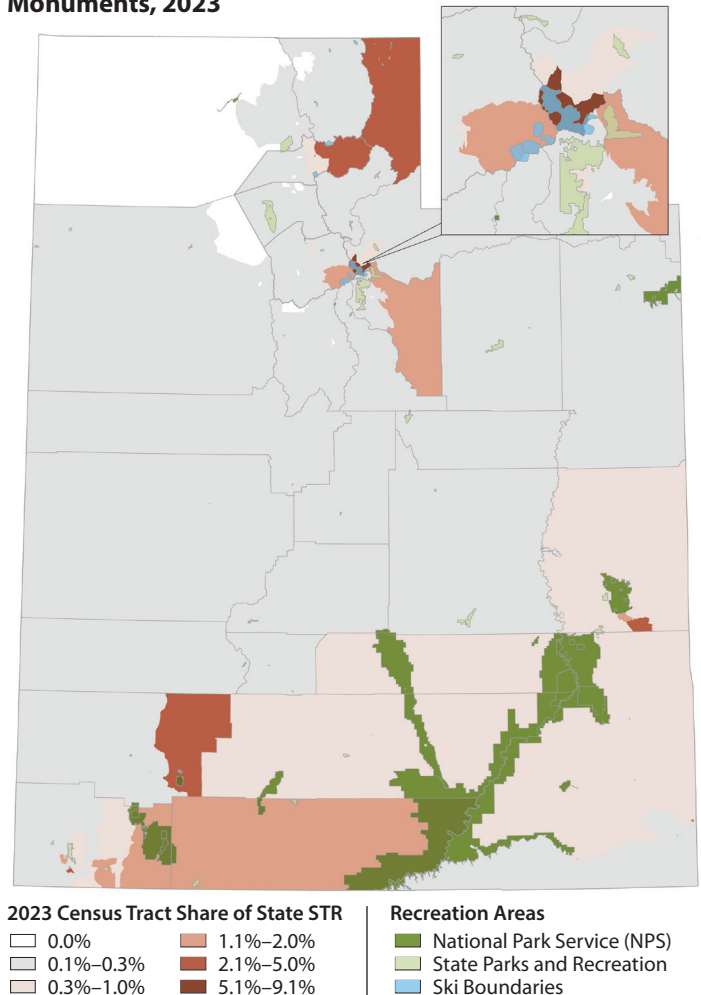 Monuments, 2023
2023 Census Tract Share of State STR
0.0%
0.1%–0.3%
0.3%–1.0%
1.1%–2.0%
2.1%–5.0%
5.1%–9.1%
Recreation Areas
National Park Service (NPS)
State Parks and Recreation
Ski Boundaries